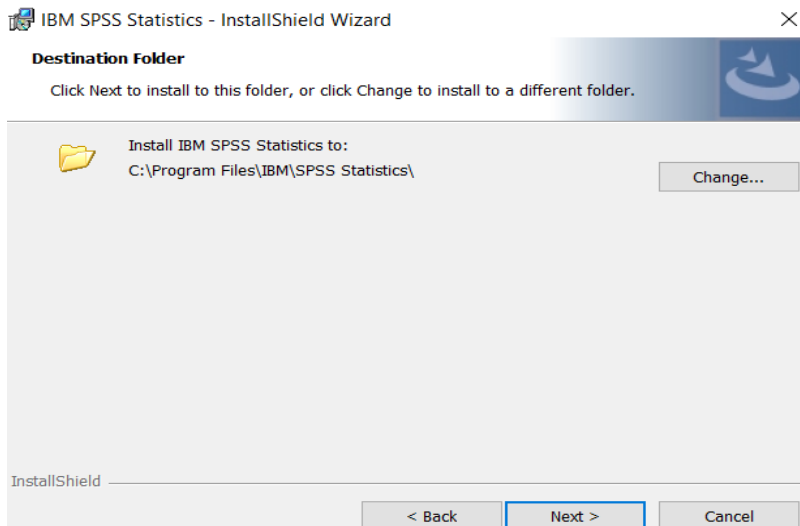 IBM SPSS Statistics - InstallShield Wizard
Destination Folder
Click Next to install to this folder, or click Change to install to a different folder.
Install IBM SPSS Statistics to:
C:\Program Files\IBM\SPSS Statistics\
Change...
InstallShield
< Back
Next >
Cancel